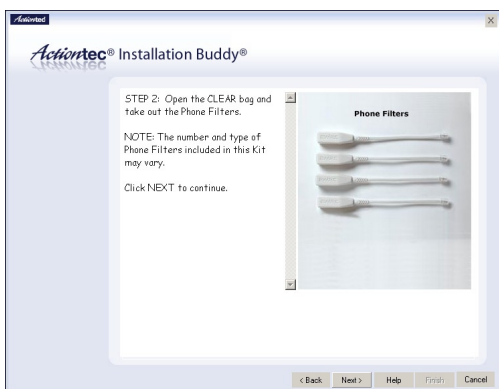 Actiontec
Actiontec® Installation Buddy®
STEP 2: Open the CLEAR bag and
take out the Phone Filters.
NOTE: The number and type of
Phone Filters included in this Kit
may vary.
Click NEXT to continue.
Phone Filters
< Back Next > Help Finish Cancel